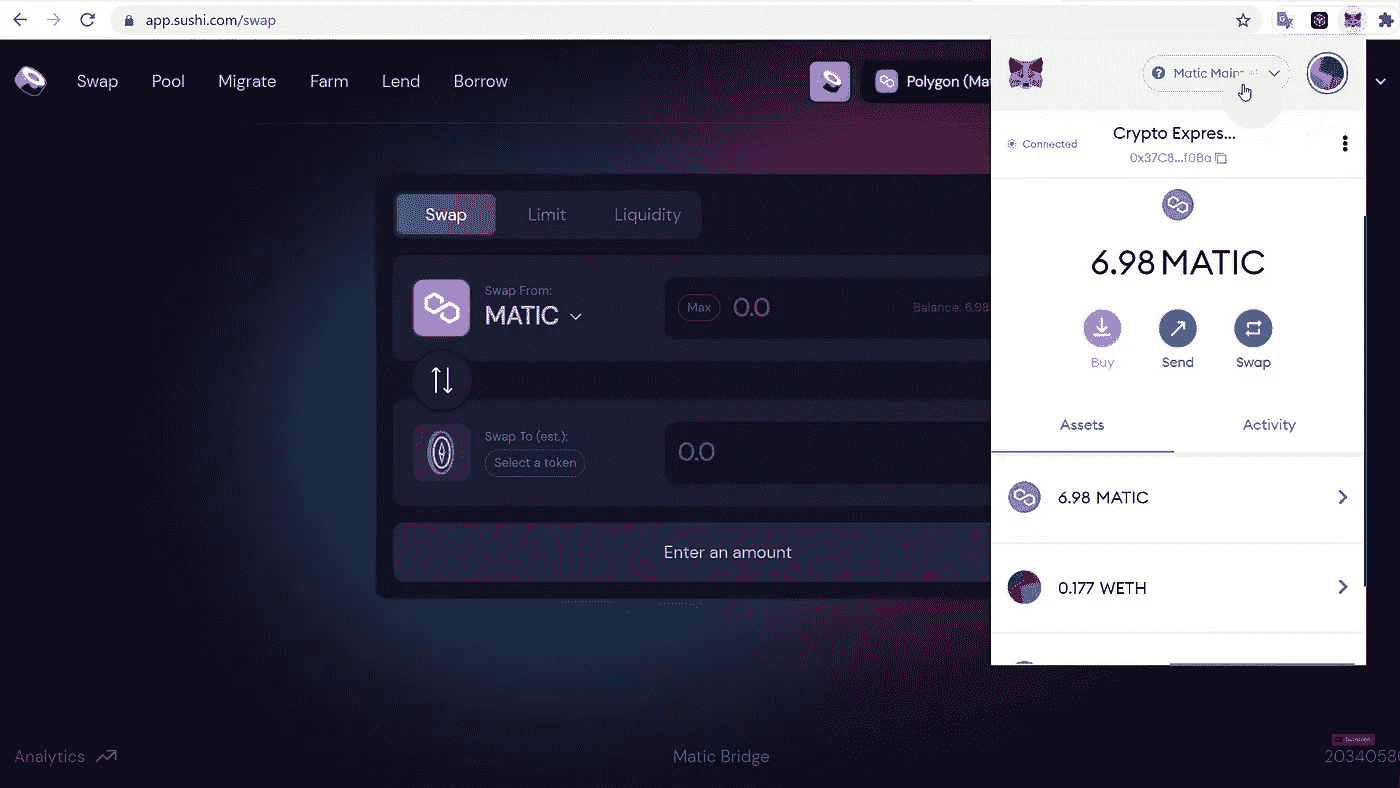 app.sushi.com/swap
Swap Pool Migrate Farm Lend Borrow
Polygon (Mat
Matic Main
Connected
Crypto Expres...
0x37C8...f0Ba
6.98 MATIC
Buy Send Swap
Assets Activity
6.98 MATIC
0.177 WETH
Swap Limit Liquidity
Swap From:
MATIC
Max 0.0 Balance: 6.98
Swap To (est.):
Select a token
0.0
Enter an amount
Analytics Matic Bridge 2034058